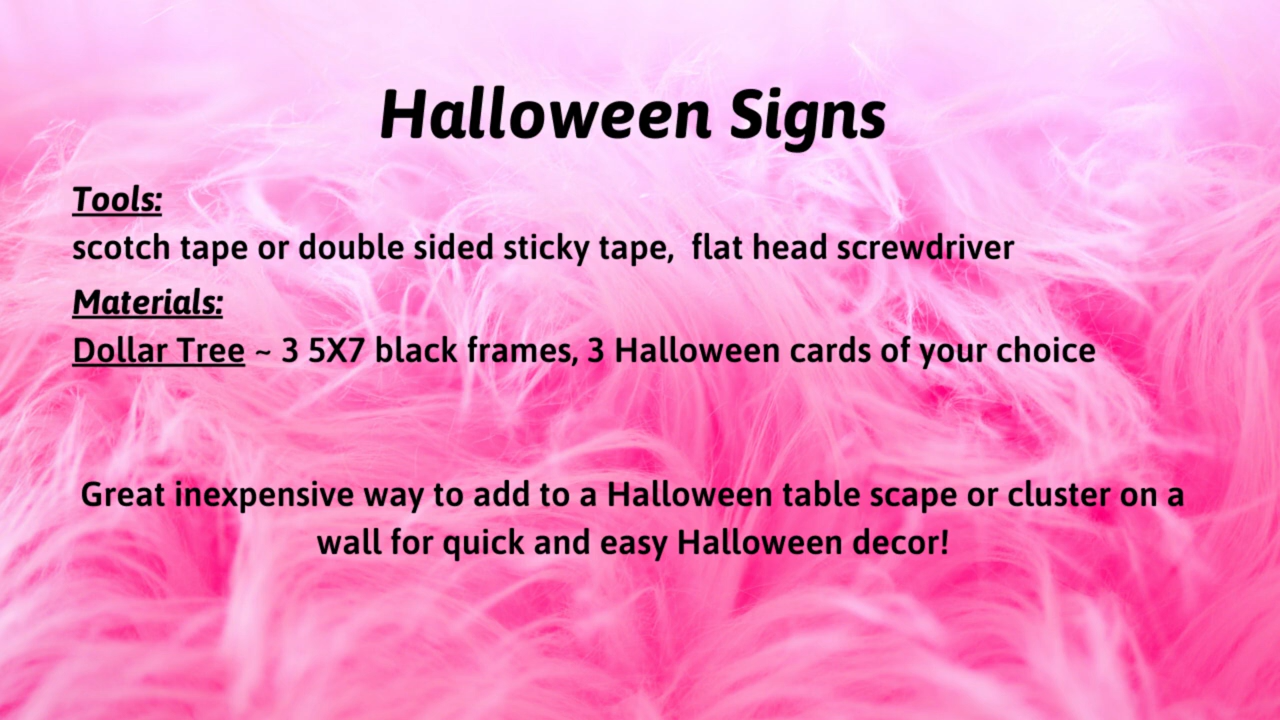 Halloween Signs
Tools:
scotch tape or double sided sticky tape,  flat head screwdriver
Materials:
Dollar Tree ~ 3 5X7 black frames, 3 Halloween cards of your choice
Great inexpensive way to add to a Halloween table scape or cluster on a
wall for quick and easy Halloween decor!